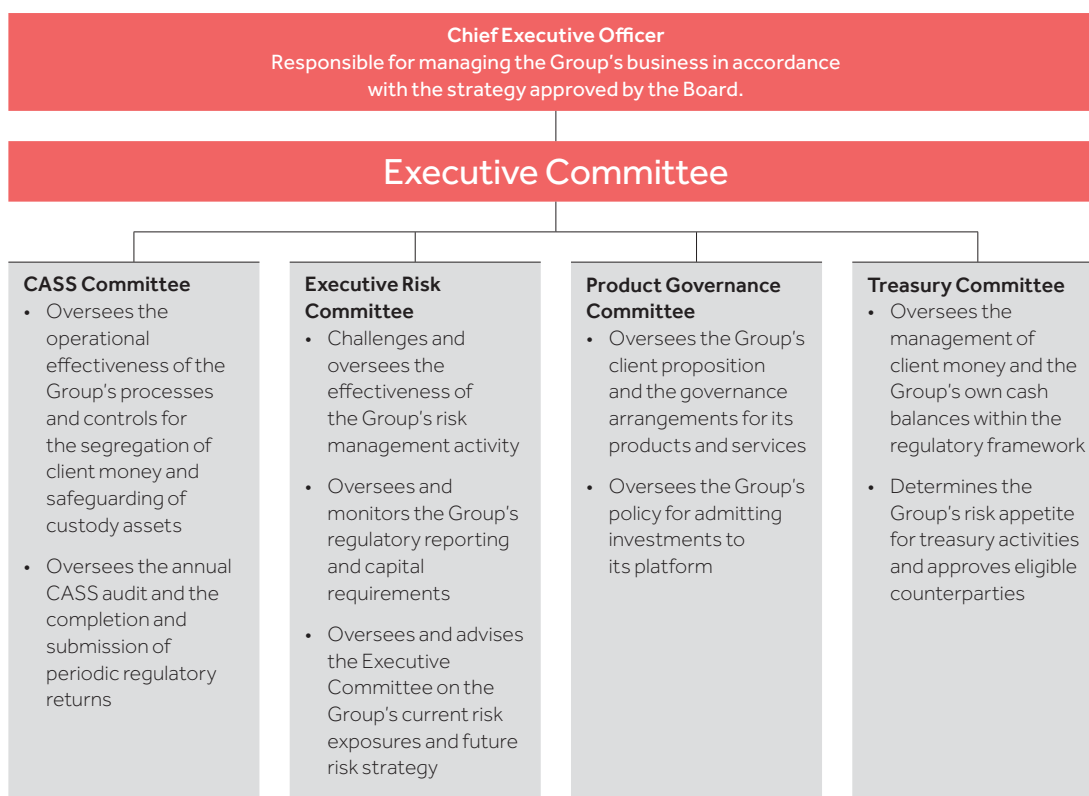 Chief Executive Officer
Responsible for managing the Group's business in accordance
with the strategy approved by the Board.
Executive Committee
CASS Committee
• Oversees the
operational
effectiveness of the
Group's processes
and controls for
the segregation of
client money and
safeguarding of
custody assets
• Oversees the annual
CASS audit and the
completion and
submission of
periodic regulatory
returns
Executive Risk
Committee
• Challenges and
oversees the
effectiveness of
the Group's risk
management activity
• Oversees and
monitors the Group's
regulatory reporting
and capital
requirements
• Oversees and advises
the Executive
Committee on the
Group's current risk
exposures and future
risk strategy
Product Governance
Committee
• Oversees the Group's
client proposition
and the governance
arrangements for its
products and services
• Oversees the Group's
policy for admitting
investments to
its platform
Treasury Committee
• Oversees the
management of
client money and the
Group's own cash
balances within the
regulatory framework
• Determines the
Group's risk appetite
for treasury activities
and approves eligible
counterparties